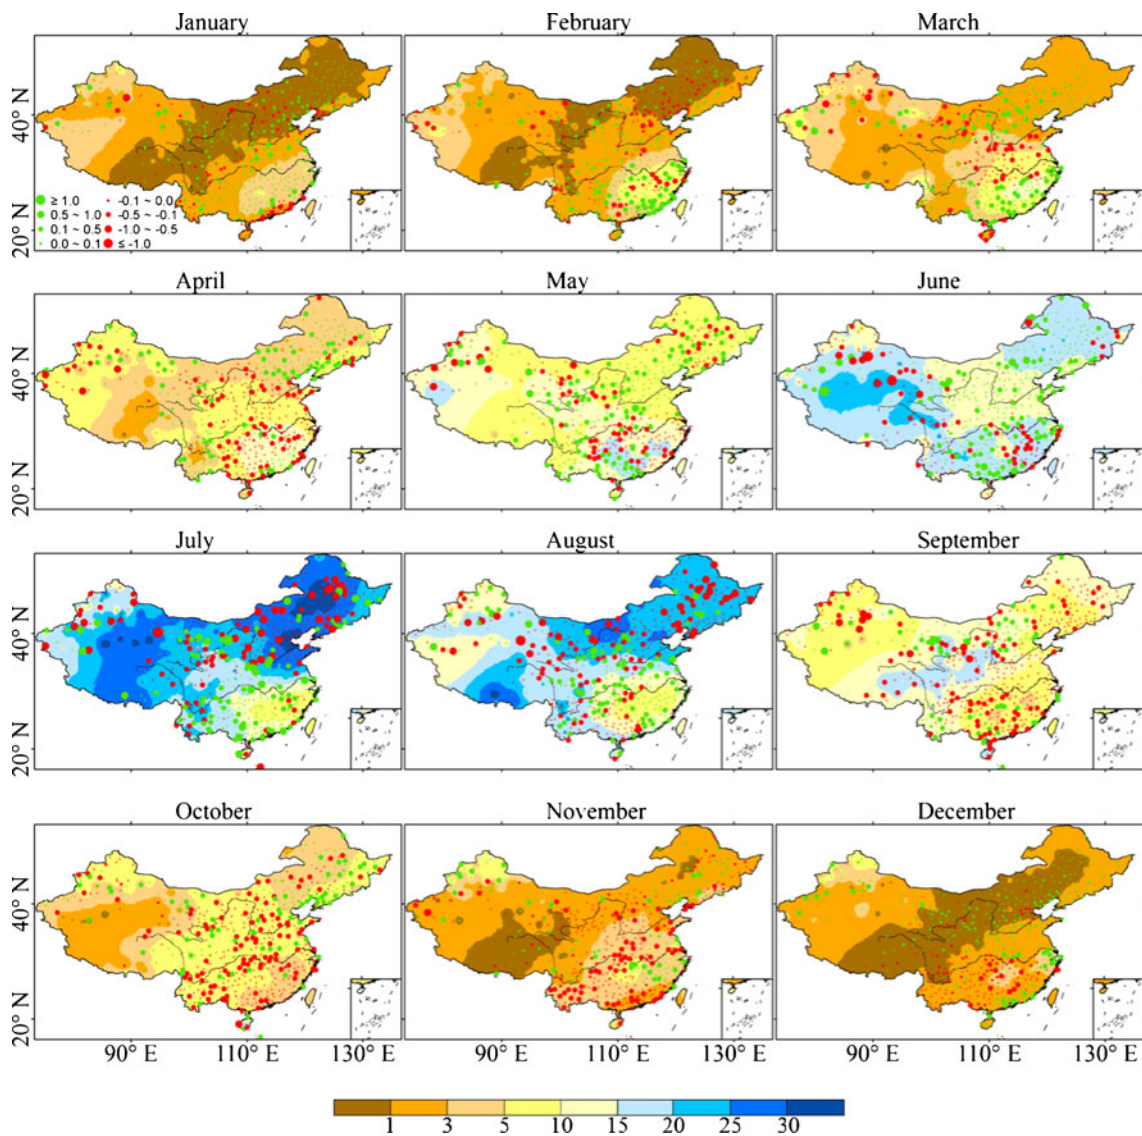 January February March
40° N
20° N
≥ 1.0 -0.1 ~ 0.0
0.5 ~ 1.0 -0.5 ~ -0.1
0.1 ~ 0.5 -1.0 ~ -0.5
0.0 ~ 0.1 ≤ -1.0
April May June
40° N
20° N
July August September
40° N
20° N
October November December
40° N
20° N
90° E 110° E 130° E 90° E 110° E 130° E 90° E 110° E 130° E
1 3 5 10 15 20 25 30